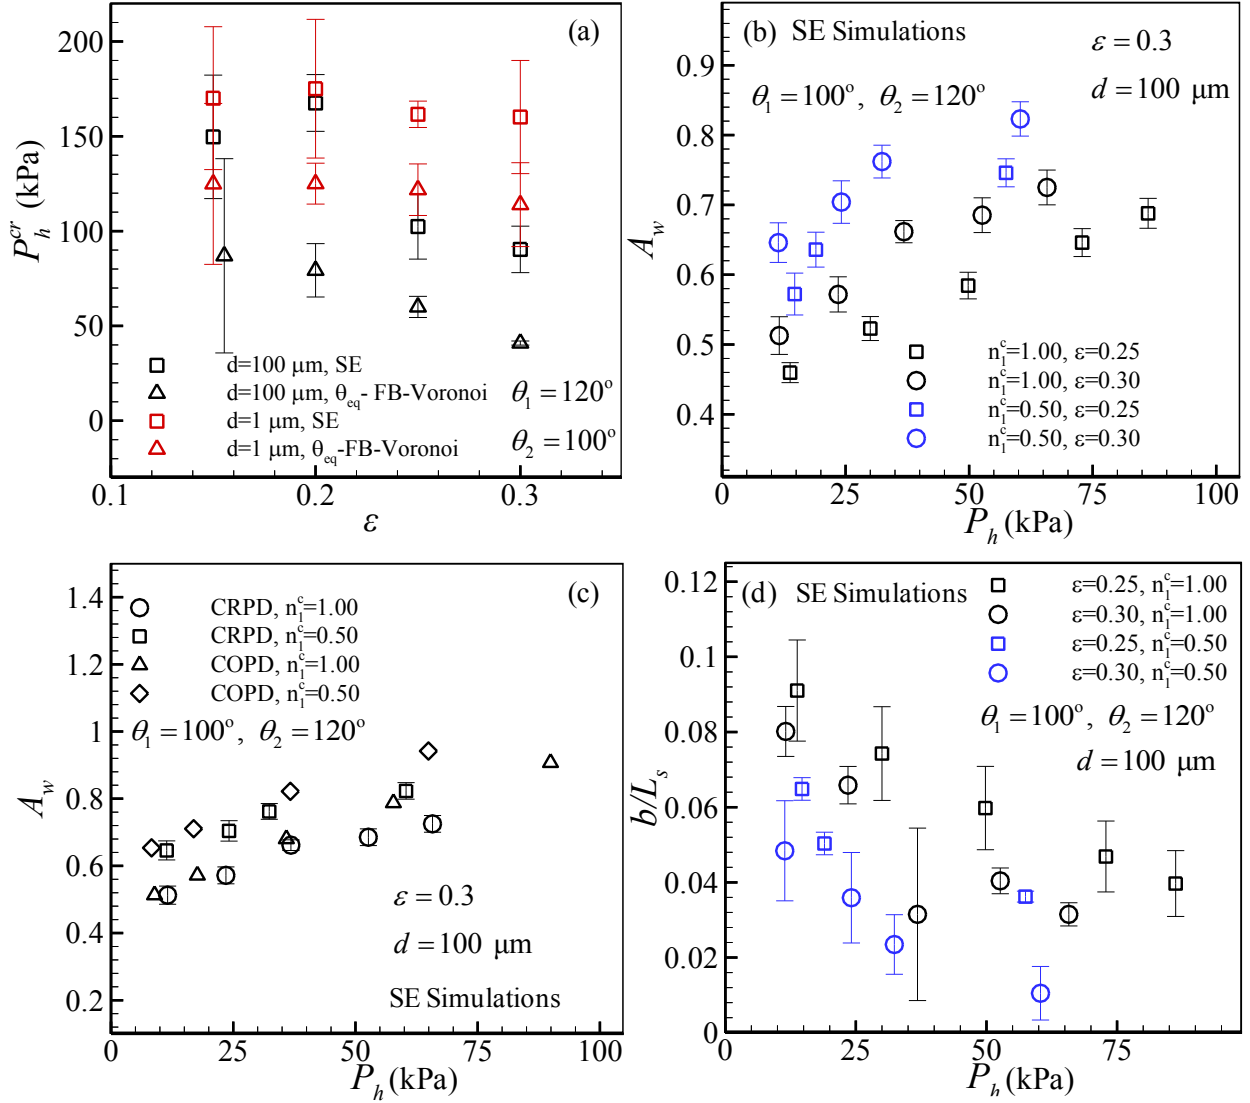 (a)
P_h^cr (kPa)
200
150
100
50
0
d=100 μm, SE
d=100 μm, θ_eq- FB-Voronoi
d=1 μm, SE
d=1 μm, θ_eq-FB-Voronoi
θ_1 = 120°
θ_2 = 100°
0.1 0.2 0.3
ε
(b) SE Simulations
ε = 0.3
d = 100 μm
θ_1 = 100°, θ_2 = 120°
A_w
0.9
0.8
0.7
0.6
0.5
0.4
n_1^c=1.00, ε=0.25
n_1^c=1.00, ε=0.30
n_1^c=0.50, ε=0.25
n_1^c=0.50, ε=0.30
0 25 50 75 100
P_h (kPa)
(c)
CRPD, n_1^c=1.00
CRPD, n_1^c=0.50
COPD, n_1^c=1.00
COPD, n_1^c=0.50
θ_1 = 100°, θ_2 = 120°
A_w
1.4
1.2
1
0.8
0.6
0.4
0.2
ε = 0.3
d = 100 μm
SE Simulations
0 25 50 75 100
P_h (kPa)
(d) SE Simulations
ε=0.25, n_1^c=1.00
ε=0.30, n_1^c=1.00
ε=0.25, n_1^c=0.50
ε=0.30, n_1^c=0.50
θ_1 = 100°, θ_2 = 120°
d = 100 μm
b/L_s
0.12
0.1
0.08
0.06
0.04
0.02
0
0 25 50 75
P_h (kPa)